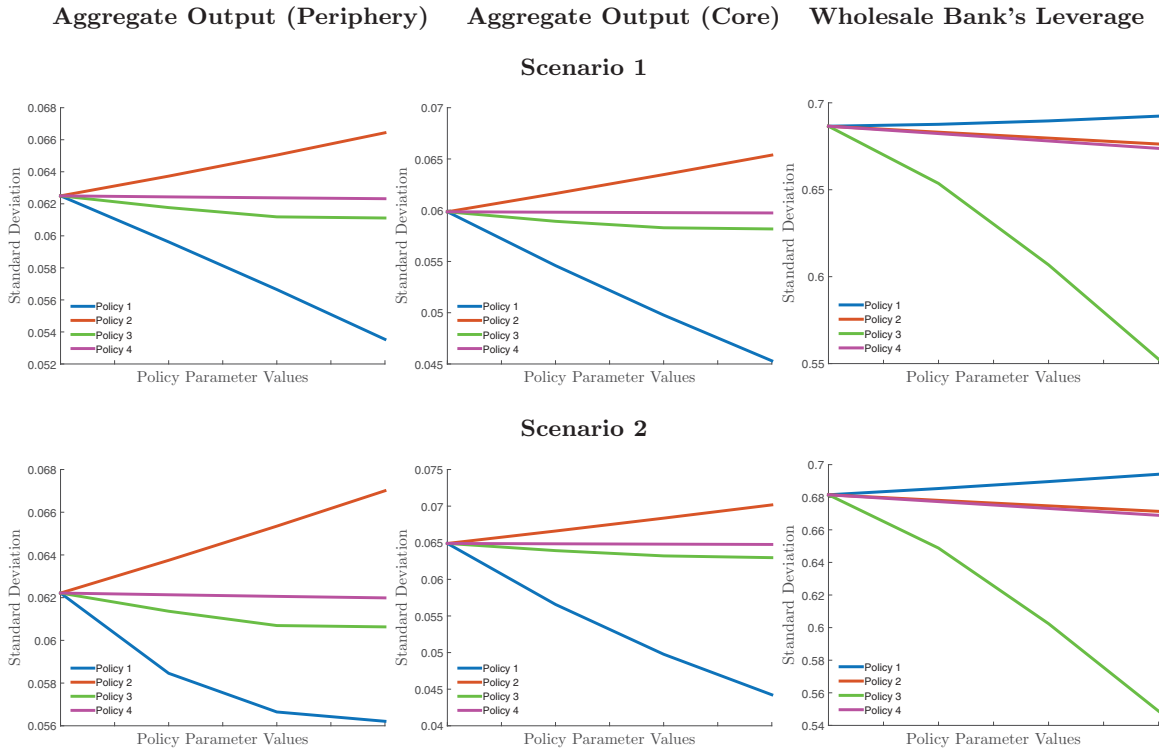 Aggregate Output (Periphery) Aggregate Output (Core) Wholesale Bank's Leverage
Scenario 1
0.068
0.066
0.064
0.062
0.06
0.058
0.056
0.054
0.052
Standard Deviation
Policy 1
Policy 2
Policy 3
Policy 4
Policy Parameter Values
0.07
0.065
0.06
0.055
0.05
0.045
Standard Deviation
Policy 1
Policy 2
Policy 3
Policy 4
Policy Parameter Values
0.7
0.65
0.6
0.55
Standard Deviation
Policy 1
Policy 2
Policy 3
Policy 4
Policy Parameter Values
Scenario 2
0.068
0.066
0.064
0.062
0.06
0.058
0.056
Standard Deviation
Policy 1
Policy 2
Policy 3
Policy 4
Policy Parameter Values
0.075
0.07
0.065
0.06
0.055
0.05
0.045
0.04
Standard Deviation
Policy 1
Policy 2
Policy 3
Policy 4
Policy Parameter Values
0.7
0.68
0.66
0.64
0.62
0.6
0.58
0.56
0.54
Standard Deviation
Policy 1
Policy 2
Policy 3
Policy 4
Policy Parameter Values